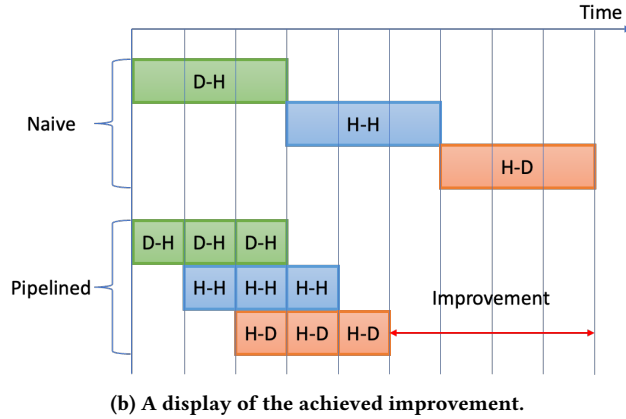 Time
D-H
Naive
H-H
H-D
D-H D-H D-H
H-H H-H H-H
Pipelined
Improvement
H-D H-D H-D
(b) A display of the achieved improvement.